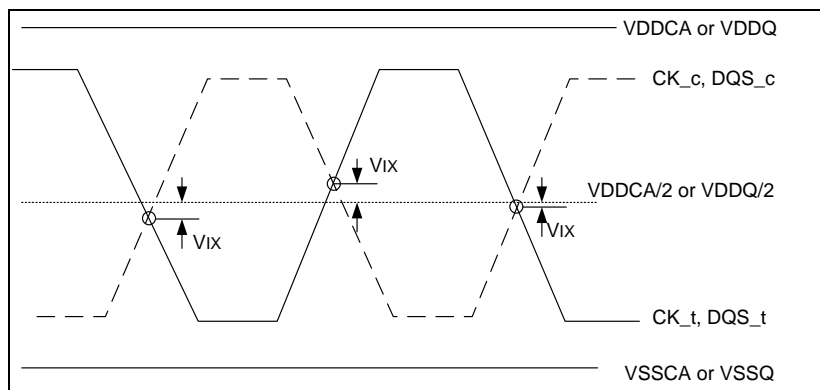 VDDCA or VDDQ
CK_c, DQS_c
VIX
VDDCA/2 or VDDQ/2
VIX
VIX
CK_t, DQS_t
VSSCA or VSSQ